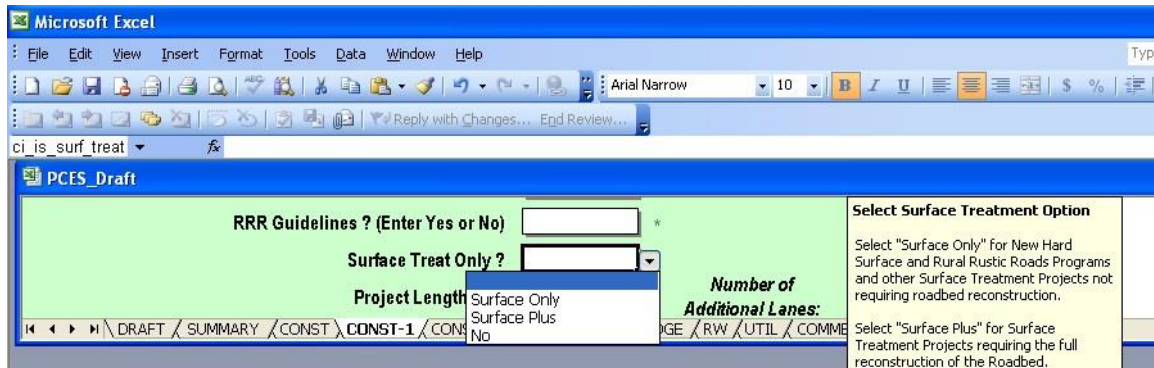 Microsoft Excel
File Edit View Insert Format Tools Data Window Help
Typ
Arial Narrow 10 B I U $ %
Reply with Changes... End Review...
ci_is_surf_treat fx
PCES_Draft
RRR Guidelines ? (Enter Yes or No) *
Surface Treat Only ?
Project Length
Surface Only
Surface Plus
No
Number of
Additional Lanes:
DRAFT / SUMMARY / CONST \ CONST-1 / CONS DGE / RW / UTIL / COMME
Select Surface Treatment Option
Select "Surface Only" for New Hard
Surface and Rural Rustic Roads Programs
and other Surface Treatment Projects not
requiring roadbed reconstruction.
Select "Surface Plus" for Surface
Treatment Projects requiring the full
reconstruction of the Roadbed.